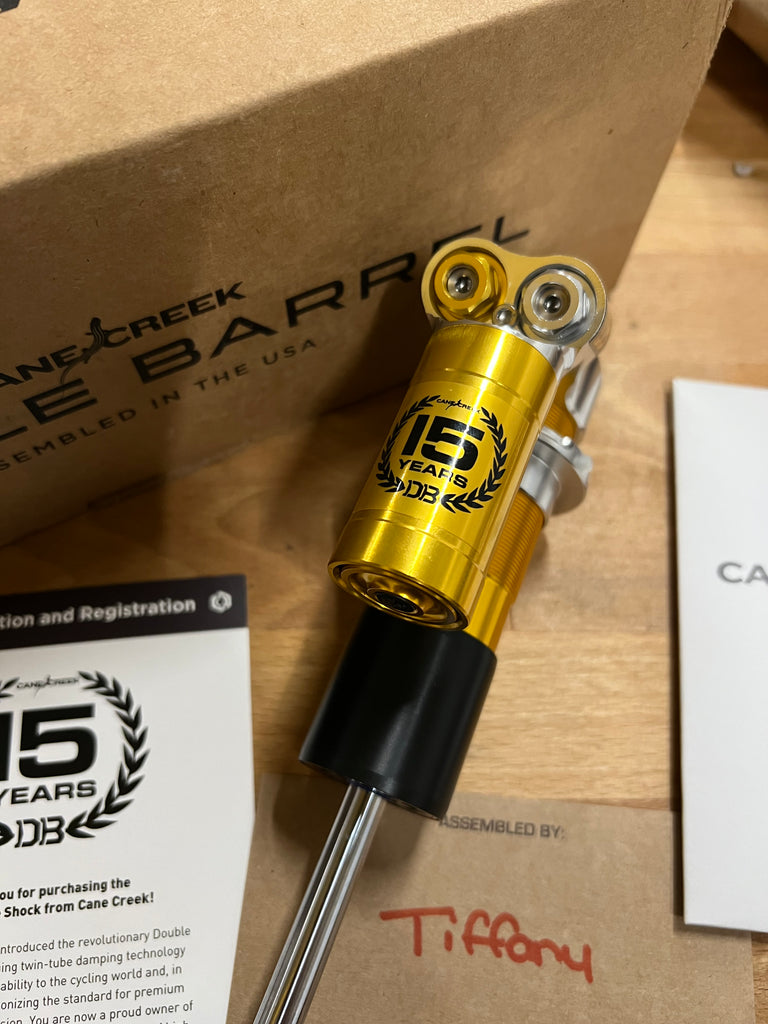 CREEK
LE BARREL
SEMBLED IN THE USA
CANE CREEK
15
YEARS
DB
tion and Registration
CANE CREEK
15
YEARS
DB
ou for purchasing the
Shock from Cane Creek!
ntroduced the revolutionary Double
ing twin-tube damping technology
ability to the cycling world and, in
onizing the standard for premium
sion. You are now a proud owner of
ASSEMBLED BY:
Tiffany
CA